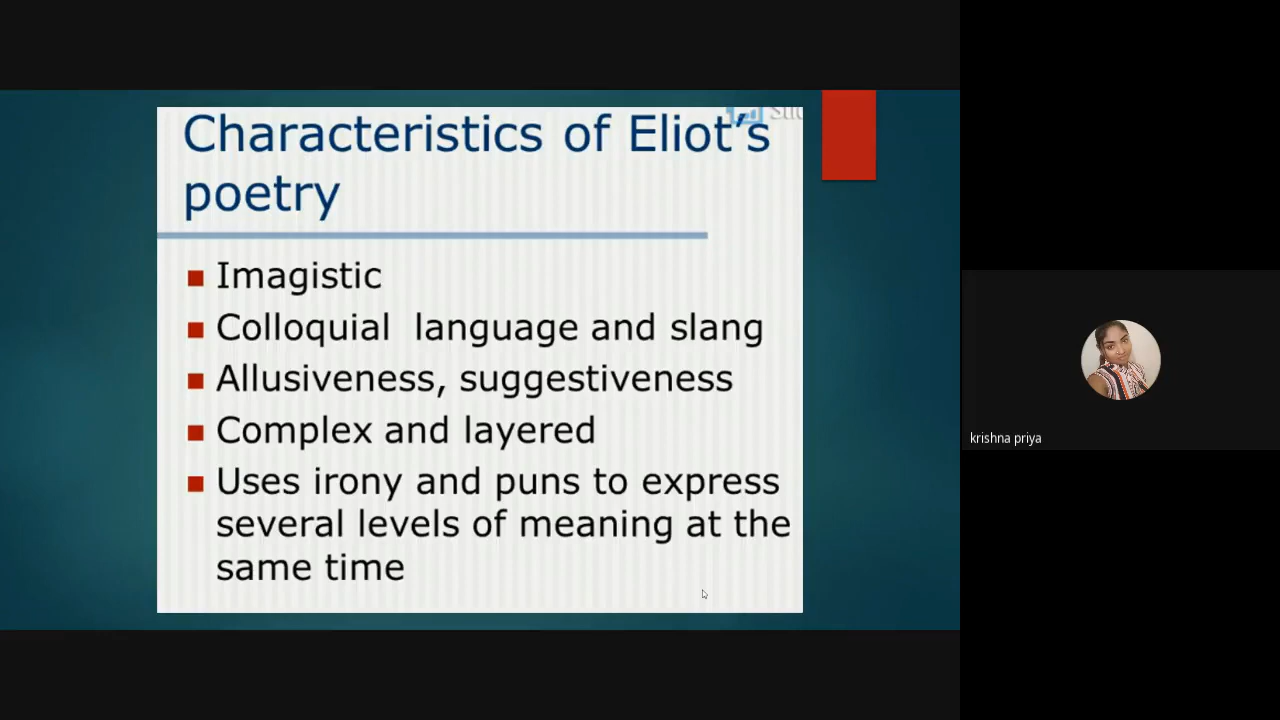 Characteristics of Eliot's
poetry
Imagistic
Colloquial language and slang
Allusiveness, suggestiveness
Complex and layered
Uses irony and puns to express
several levels of meaning at the
same time
krishna priya